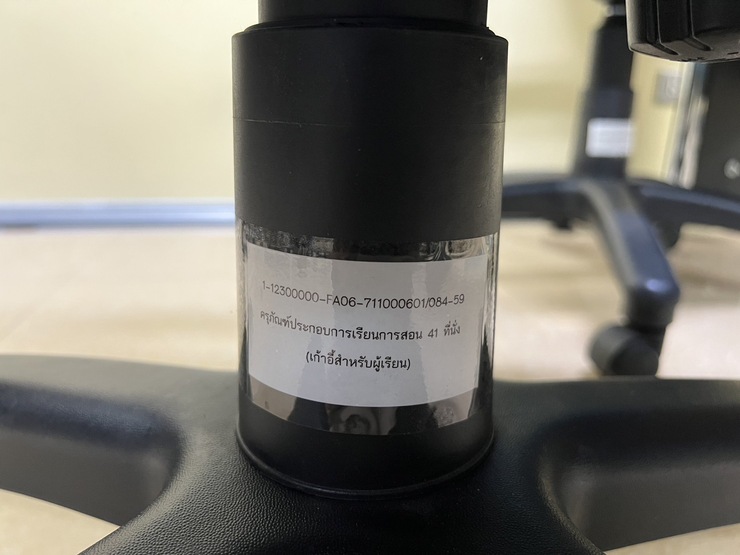 1-12300000-FA06-711000601/084-59
ครุภัณฑ์ประกอบการเรียนการสอน 41 ที่นั่ง
(เก้าอี้สำหรับผู้เรียน)